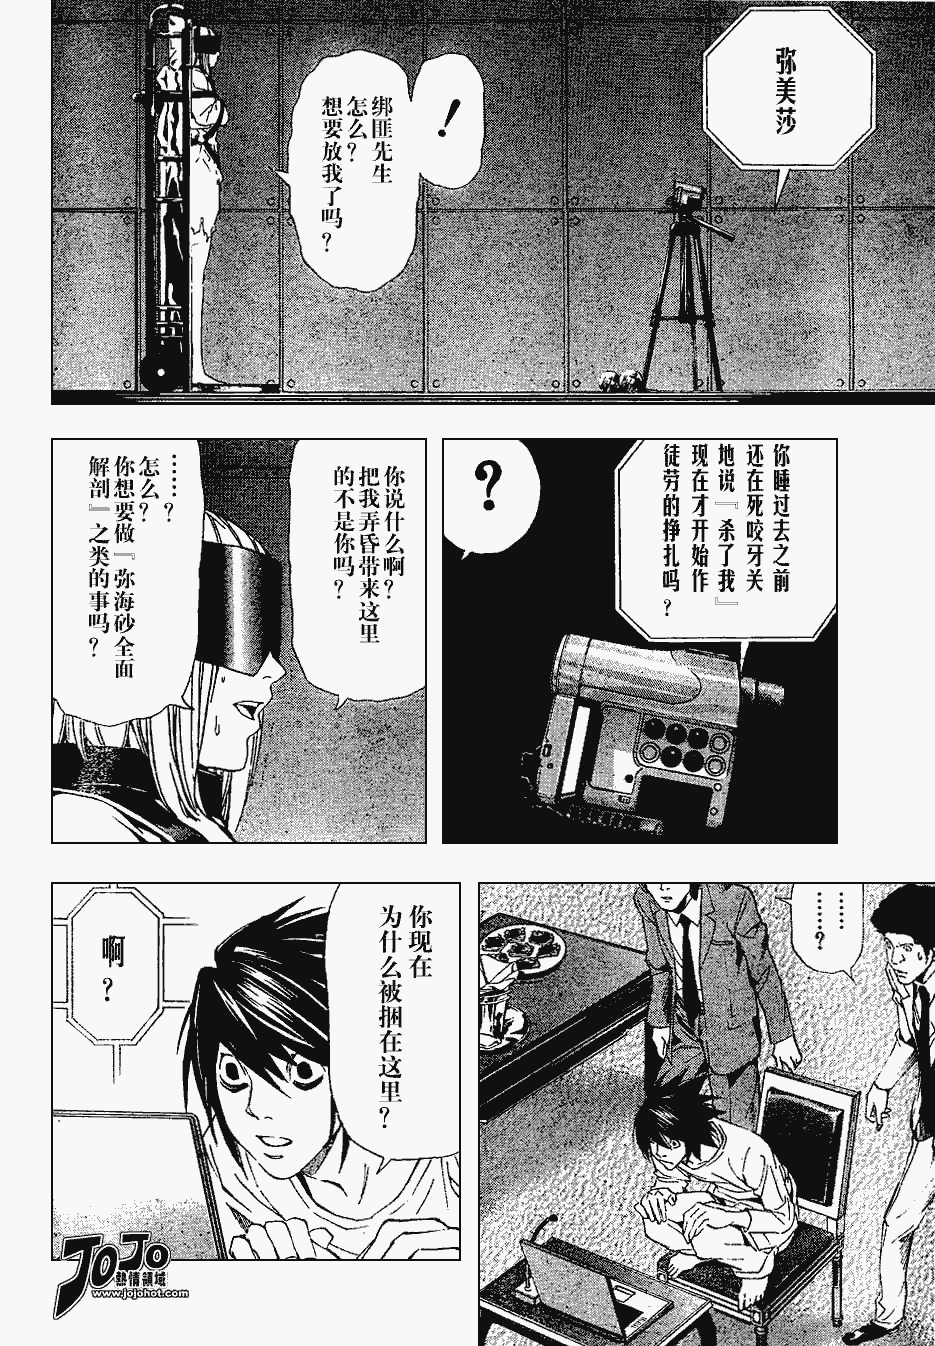 弥美莎
！
绑匪先生
怎么？
想要放我了吗？
你睡过去之前
还在死咬牙关
地说『杀了我』
现在才开始作
徒劳的挣扎吗？
？
你说什么啊？
把我弄昏带来这里
的不是你吗？
……？
怎么？
你想要做『弥海砂全面
解剖』之类的事吗？
………？
你现在
为什么被捆在这里？
啊？
JOJO
熱情領域
www.jojohot.com